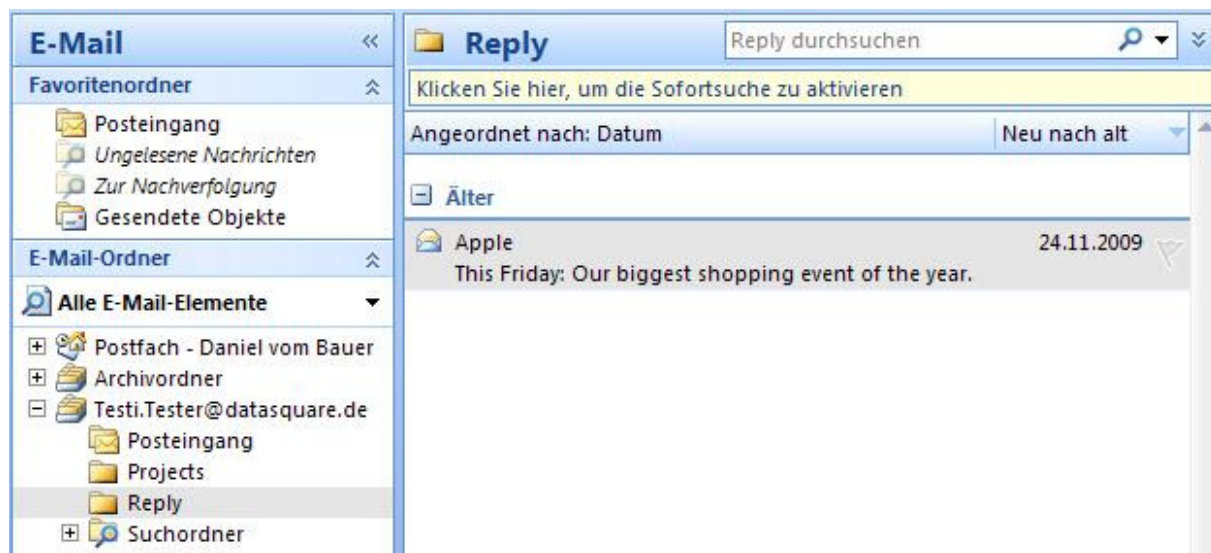 E-Mail
Favoritenordner
Posteingang
Ungelesene Nachrichten
Zur Nachverfolgung
Gesendete Objekte
E-Mail-Ordner
Alle E-Mail-Elemente
Postfach - Daniel vom Bauer
Archivordner
Testi.Tester@datasquare.de
Posteingang
Projects
Reply
Suchordner
Reply
Reply durchsuchen
Klicken Sie hier, um die Sofortsuche zu aktivieren
Angeordnet nach: Datum Neu nach alt
Älter
Apple 24.11.2009
This Friday: Our biggest shopping event of the year.